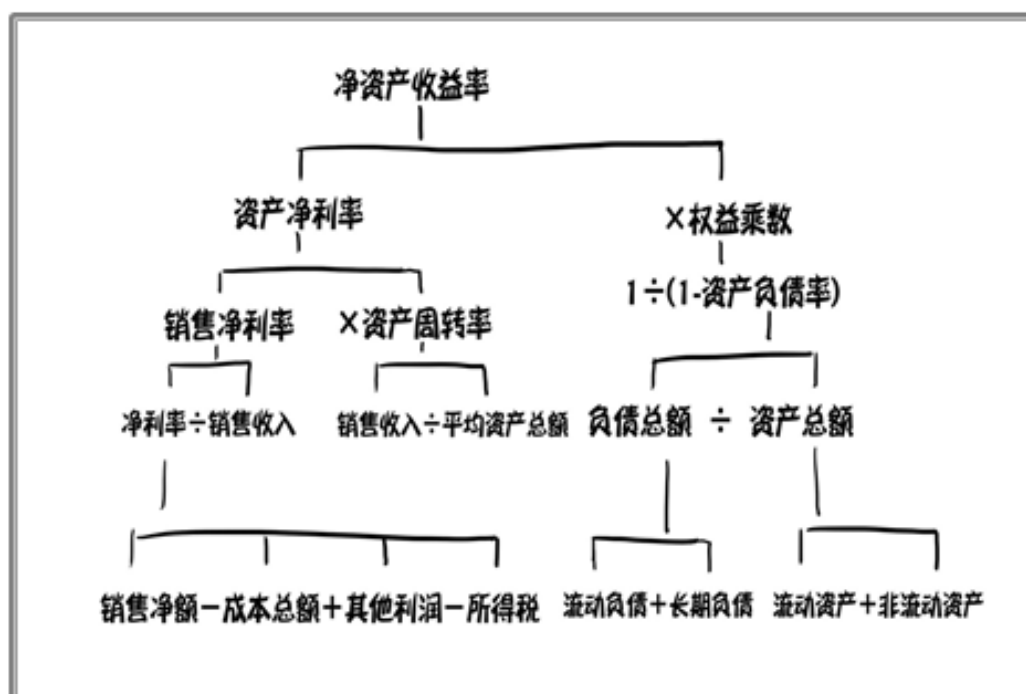 净资产收益率
资产净利率 ×权益乘数
1÷(1-资产负债率)
销售净利率 ×资产周转率
净利率÷销售收入 销售收入÷平均资产总额 负债总额 ÷ 资产总额
销售净额-成本总额+其他利润-所得税 流动负债+长期负债 流动资产+非流动资产